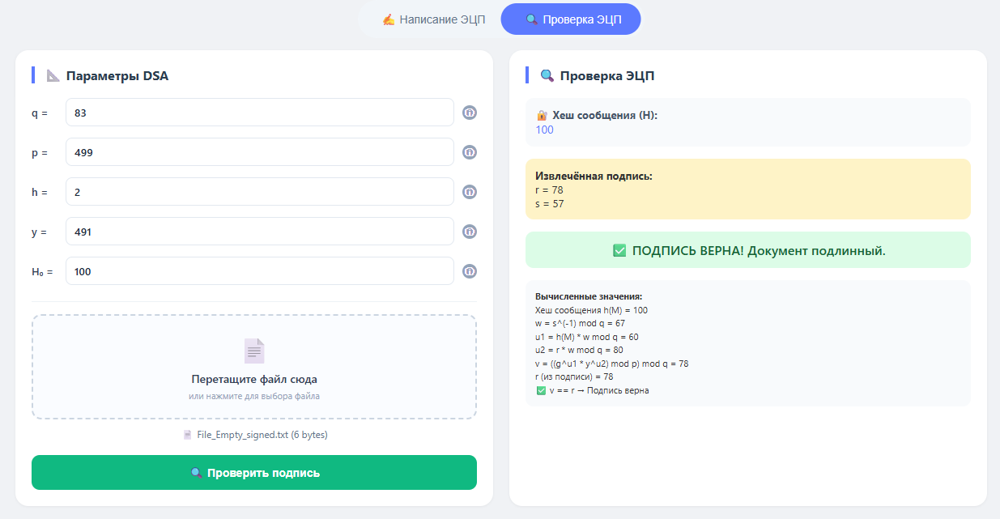 Написание ЭЦП
Проверка ЭЦП
Параметры DSA
q =
83
p =
499
h =
2
y =
491
H₀ =
100
Перетащите файл сюда
или нажмите для выбора файла
File_Empty_signed.txt (6 bytes)
Проверить подпись
Проверка ЭЦП
Хеш сообщения (H):
100
Извлечённая подпись:
r = 78
s = 57
ПОДПИСЬ ВЕРНА! Документ подлинный.
Вычисленные значения:
Хеш сообщения h(M) = 100
w = s^(-1) mod q = 67
u1 = h(M) * w mod q = 60
u2 = r * w mod q = 80
v = ((g^u1 * y^u2) mod p) mod q = 78
r (из подписи) = 78
v == r → Подпись верна